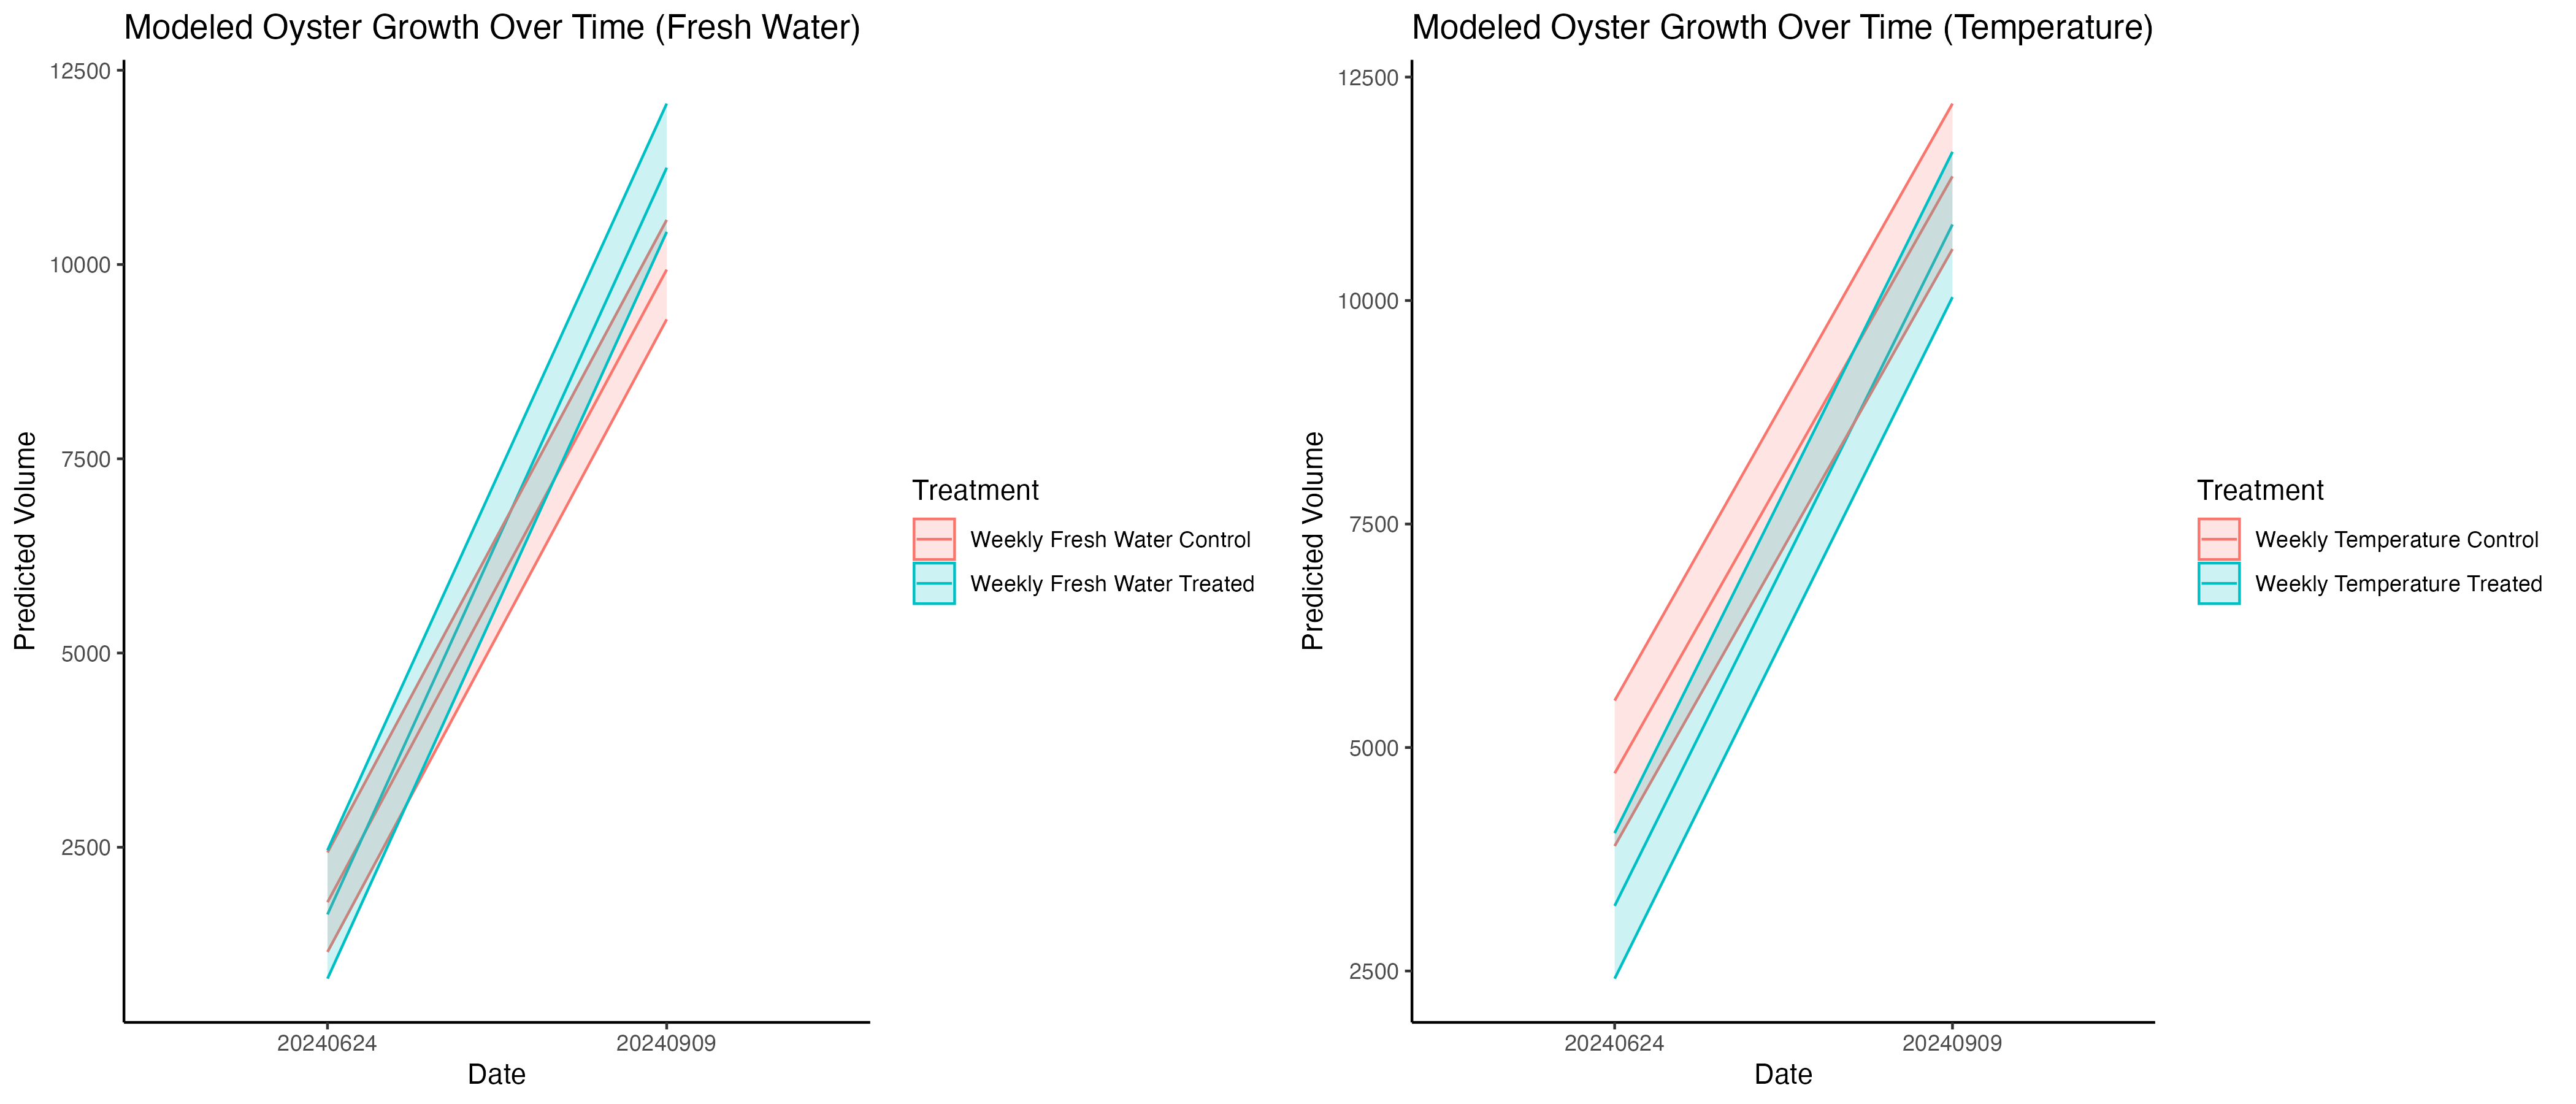 Modeled Oyster Growth Over Time (Fresh Water)
12500
10000
7500
5000
2500
Predicted Volume
20240624
20240909
Date
Treatment
Weekly Fresh Water Control
Weekly Fresh Water Treated
Modeled Oyster Growth Over Time (Temperature)
12500
10000
7500
5000
2500
Predicted Volume
20240624
20240909
Date
Treatment
Weekly Temperature Control
Weekly Temperature Treated